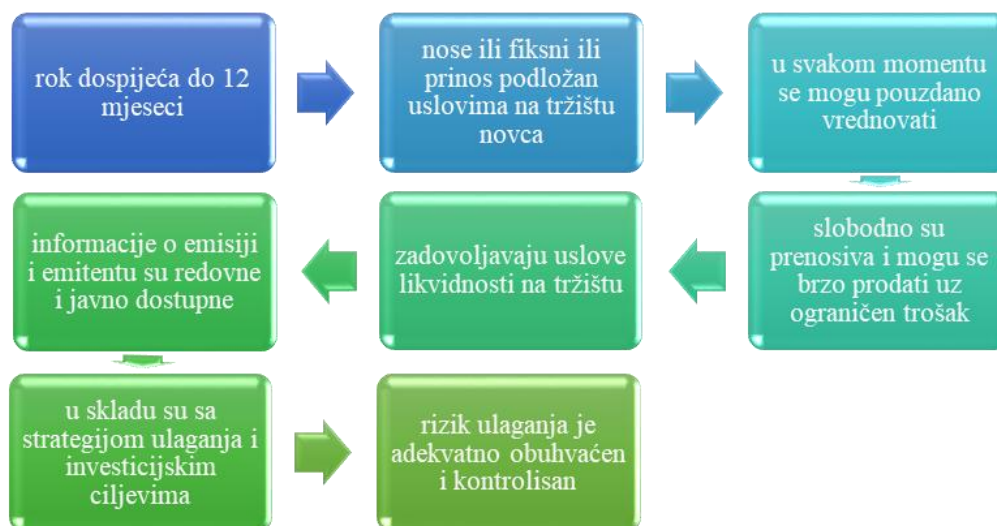 rok dospijeća do 12
mjeseci
nose ili fiksni ili
prinos podložan
uslovima na tržištu
novca
u svakom momentu
se mogu pouzdano
vrednovati
slobodno su
prenosiva i mogu se
brzo prodati uz
ograničen trošak
zadovoljavaju uslove
likvidnosti na tržištu
informacije o emisiji
i emitentu su redovne
i javno dostupne
u skladu su sa
strategijom ulaganja i
investicijskim
ciljevima
rizik ulaganja je
adekvatno obuhvaćen
i kontrolisan